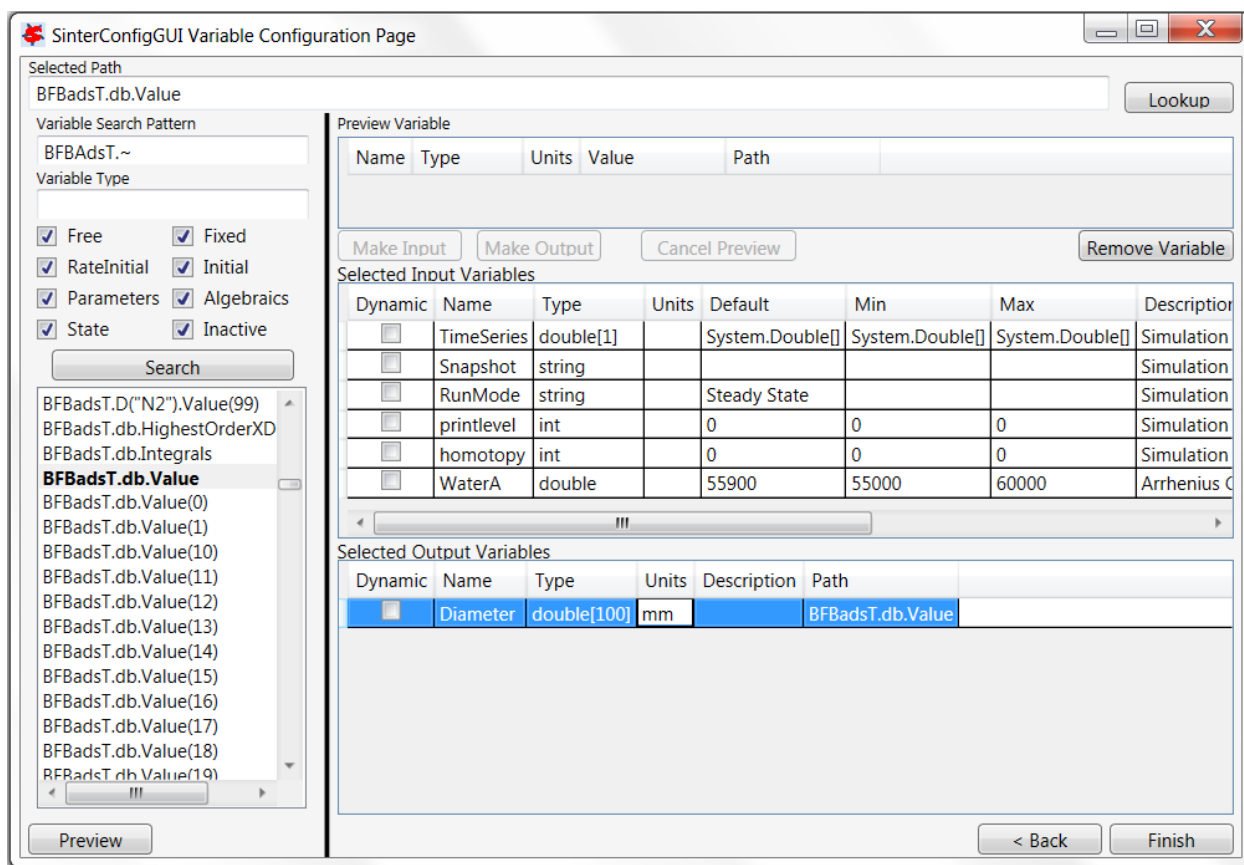 SinterConfigGUI Variable Configuration Page
Selected Path
BFBadsT.db.Value
Lookup
Variable Search Pattern
BFBAdsT.~
Variable Type
Free Fixed
RateInitial Initial
Parameters Algebraics
State Inactive
Search
BFBadsT.D("N2").Value(99)
BFBadsT.db.HighestOrderXD
BFBadsT.db.Integrals
BFBadsT.db.Value
BFBadsT.db.Value(0)
BFBadsT.db.Value(1)
BFBadsT.db.Value(10)
BFBadsT.db.Value(11)
BFBadsT.db.Value(12)
BFBadsT.db.Value(13)
BFBadsT.db.Value(14)
BFBadsT.db.Value(15)
BFBadsT.db.Value(16)
BFBadsT.db.Value(17)
BFBadsT.db.Value(18)
BFBadsT.db.Value(19)
Preview
Preview Variable
Name Type Units Value Path
Make Input Make Output Cancel Preview Remove Variable
Selected Input Variables
Dynamic Name Type Units Default Min Max Description
TimeSeries double[1] System.Double[] System.Double[] System.Double[] Simulation
Snapshot string Simulation
RunMode string Steady State Simulation
printlevel int 0 0 0 Simulation
homotopy int 0 0 0 Simulation
WaterA double 55900 55000 60000 Arrhenius
Selected Output Variables
Dynamic Name Type Units Description Path
Diameter double[100] mm BFBadsT.db.Value
< Back Finish